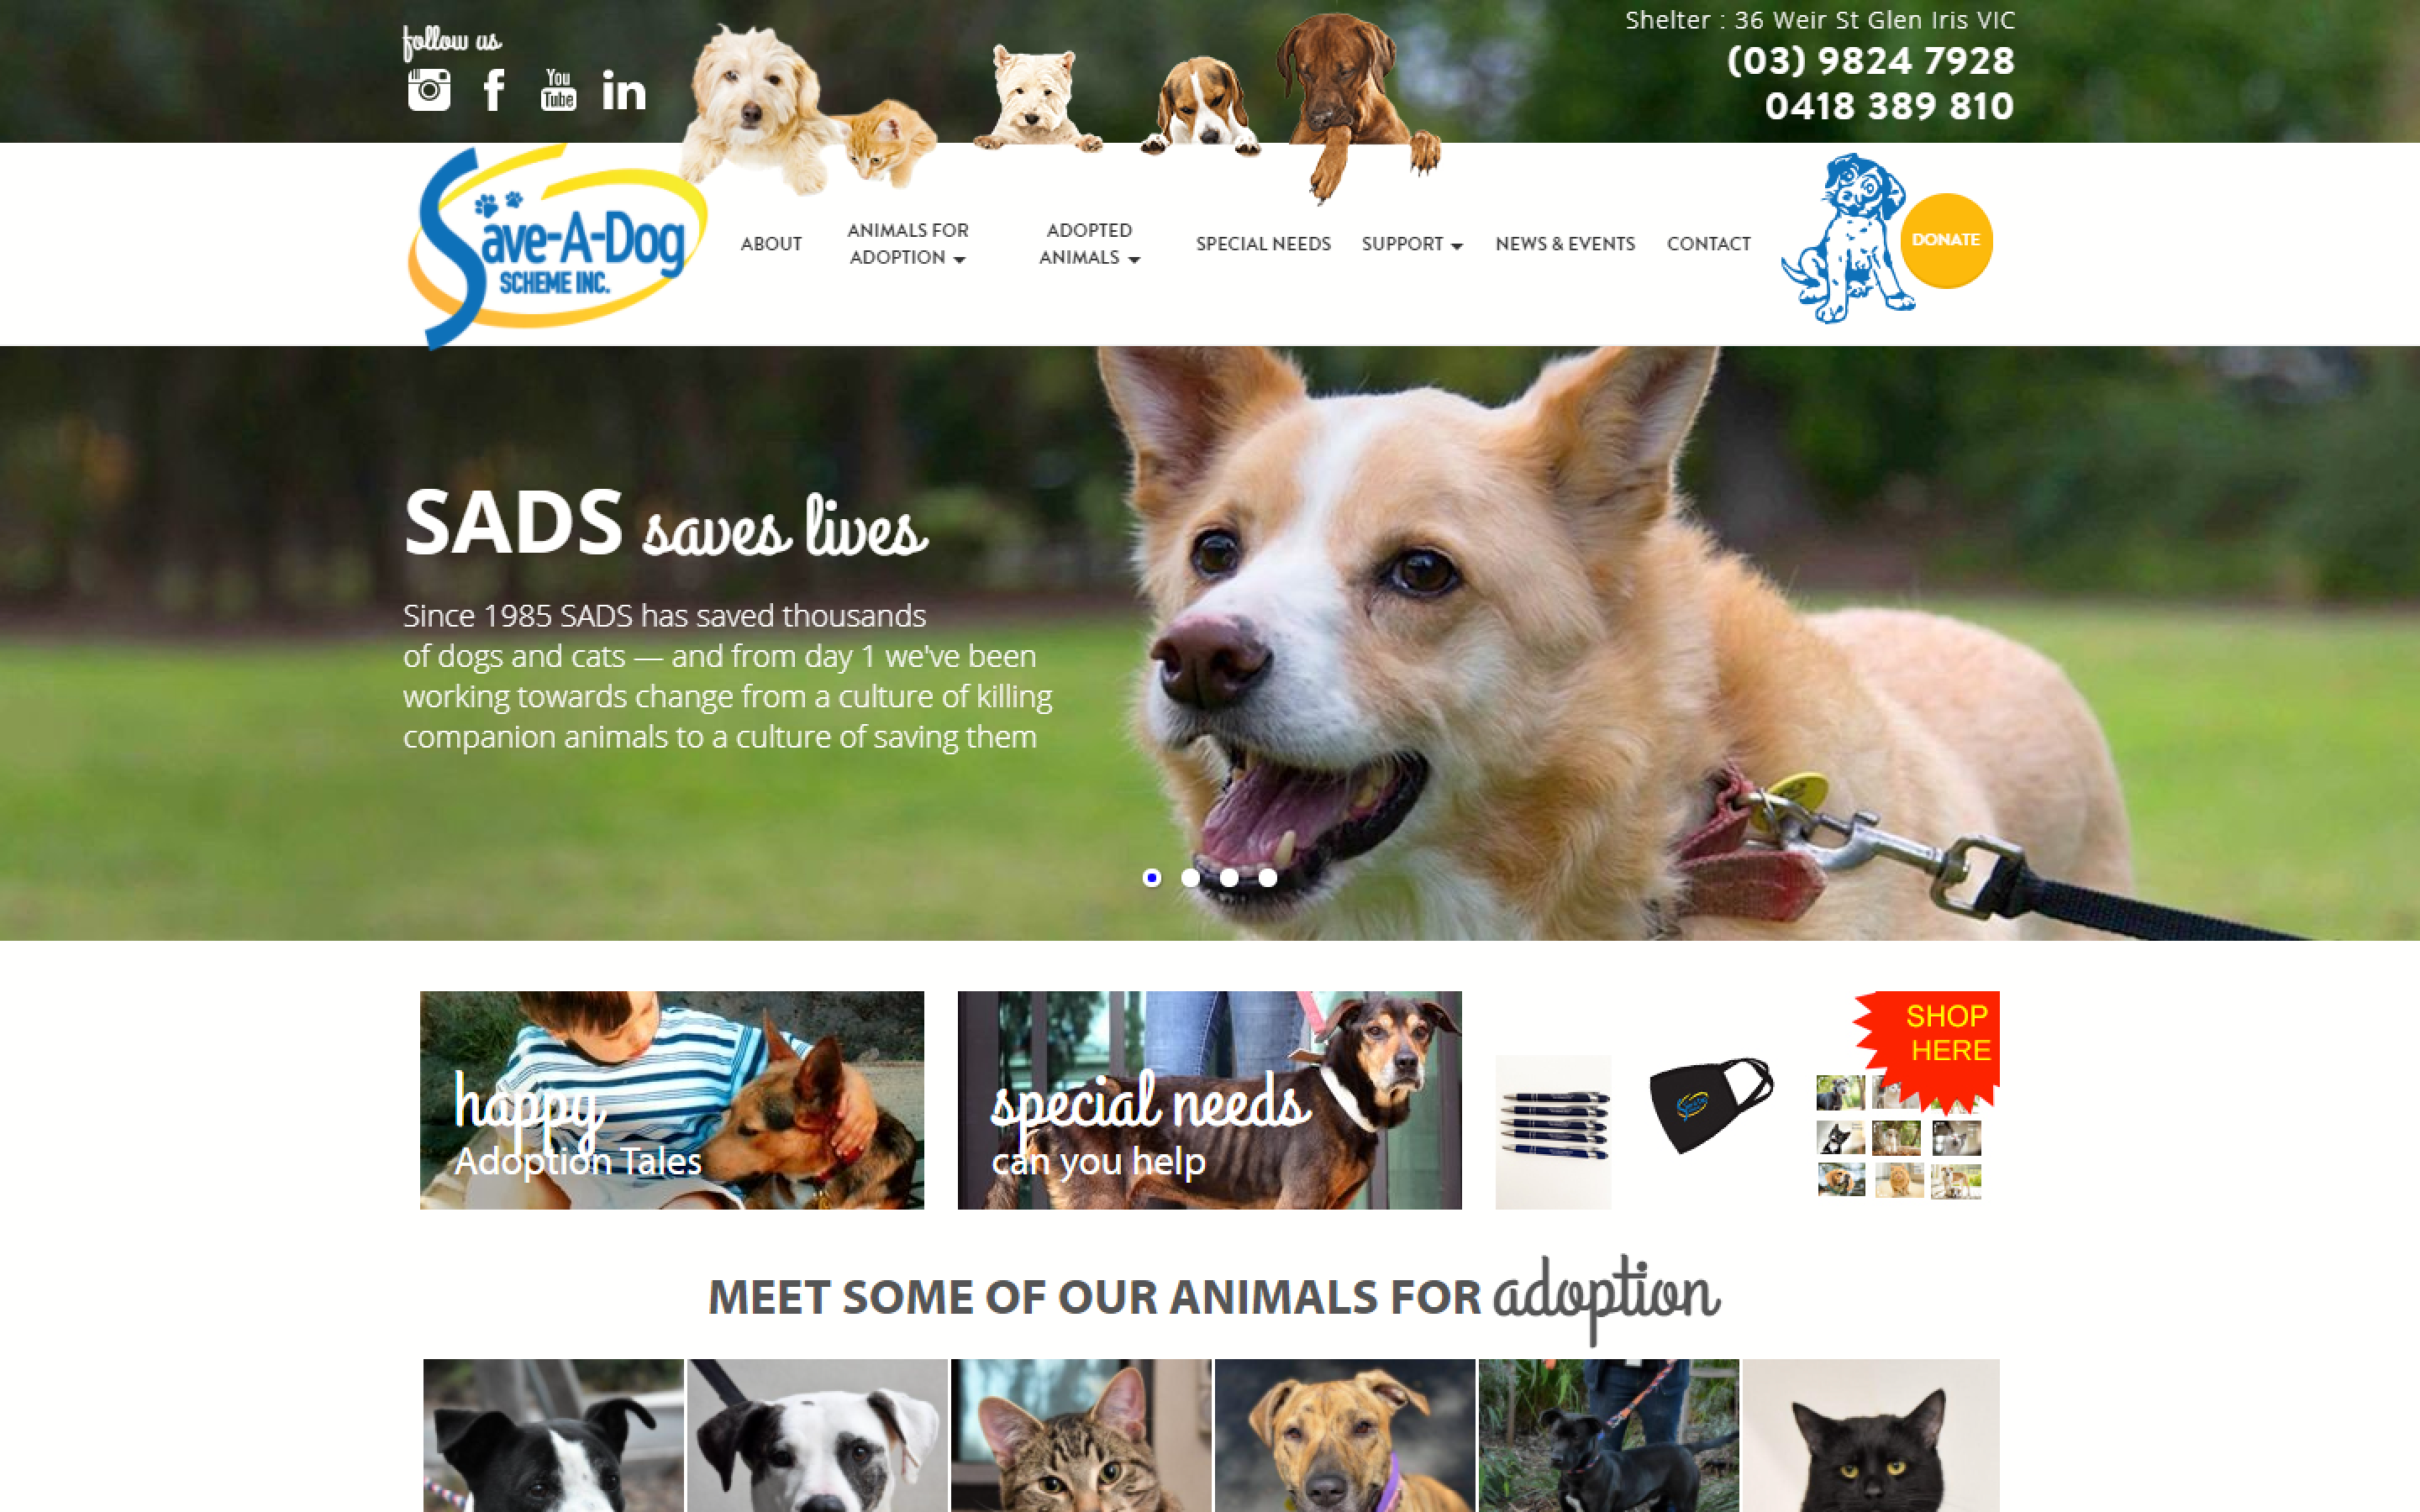 follow us
You
Tube
in
Shelter : 36 Weir St Glen Iris VIC
(03) 9824 7928
0418 389 810
Save-A-Dog
SCHEME INC.
ABOUT
ANIMALS FOR
ADOPTION
ADOPTED
ANIMALS
SPECIAL NEEDS
SUPPORT
NEWS & EVENTS
CONTACT
DONATE
SADS saves lives
Since 1985 SADS has saved thousands
of dogs and cats — and from day 1 we've been
working towards change from a culture of killing
companion animals to a culture of saving them
happy
Adoption Tales
special needs
can you help
SHOP
HERE
MEET SOME OF OUR ANIMALS FOR adoption